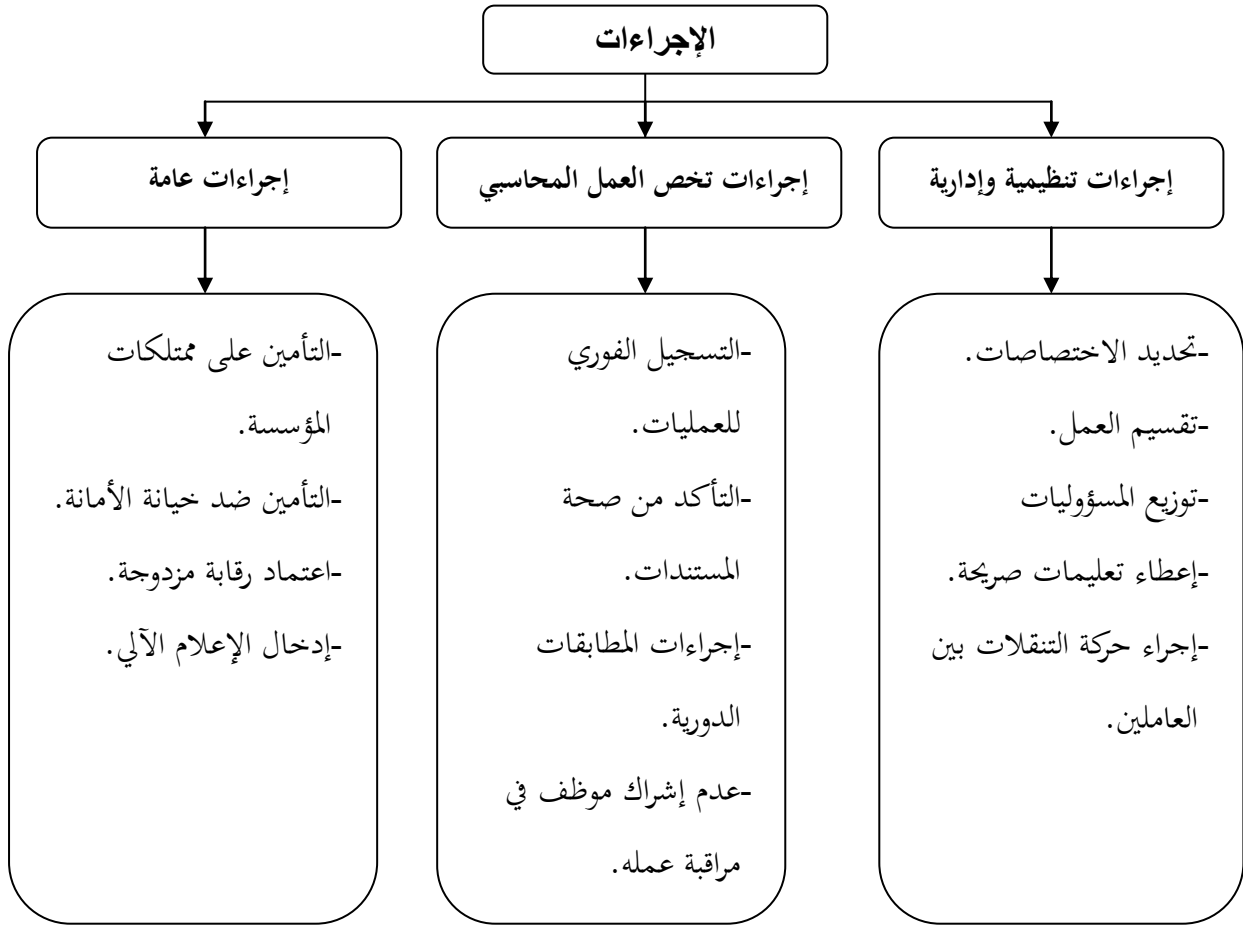 الإجراءات
إجراءات تنظيمية وإدارية
إجراءات تخص العمل المحاسبي
إجراءات عامة
-تحديد الاختصاصات.
-تقسيم العمل.
-توزيع المسؤوليات
-إعطاء تعليمات صريحة.
-إجراء حركة التنقلات بين
العاملين.
-التسجيل الفوري
للعمليات.
-التأكد من صحة
المستندات.
-إجراءات المطابقات
الدورية.
-عدم إشراك موظف في
مراقبة عمله.
-التأمين على ممتلكات
المؤسسة.
-التأمين ضد خيانة الأمانة.
-اعتماد رقابة مزدوجة.
-إدخال الإعلام الآلي.